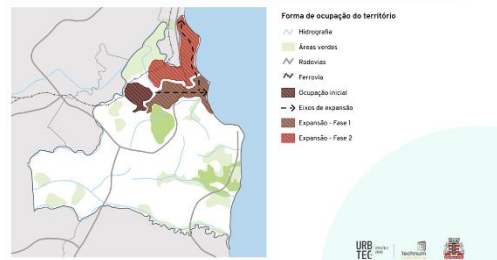 Forma de ocupação do território
Hidrografia
Áreas verdes
Rodovias
Ferrovia
Ocupação inicial
Eixos de expansão
Expansão - Fase 1
Expansão - Fase 2
URB
TEC
technum